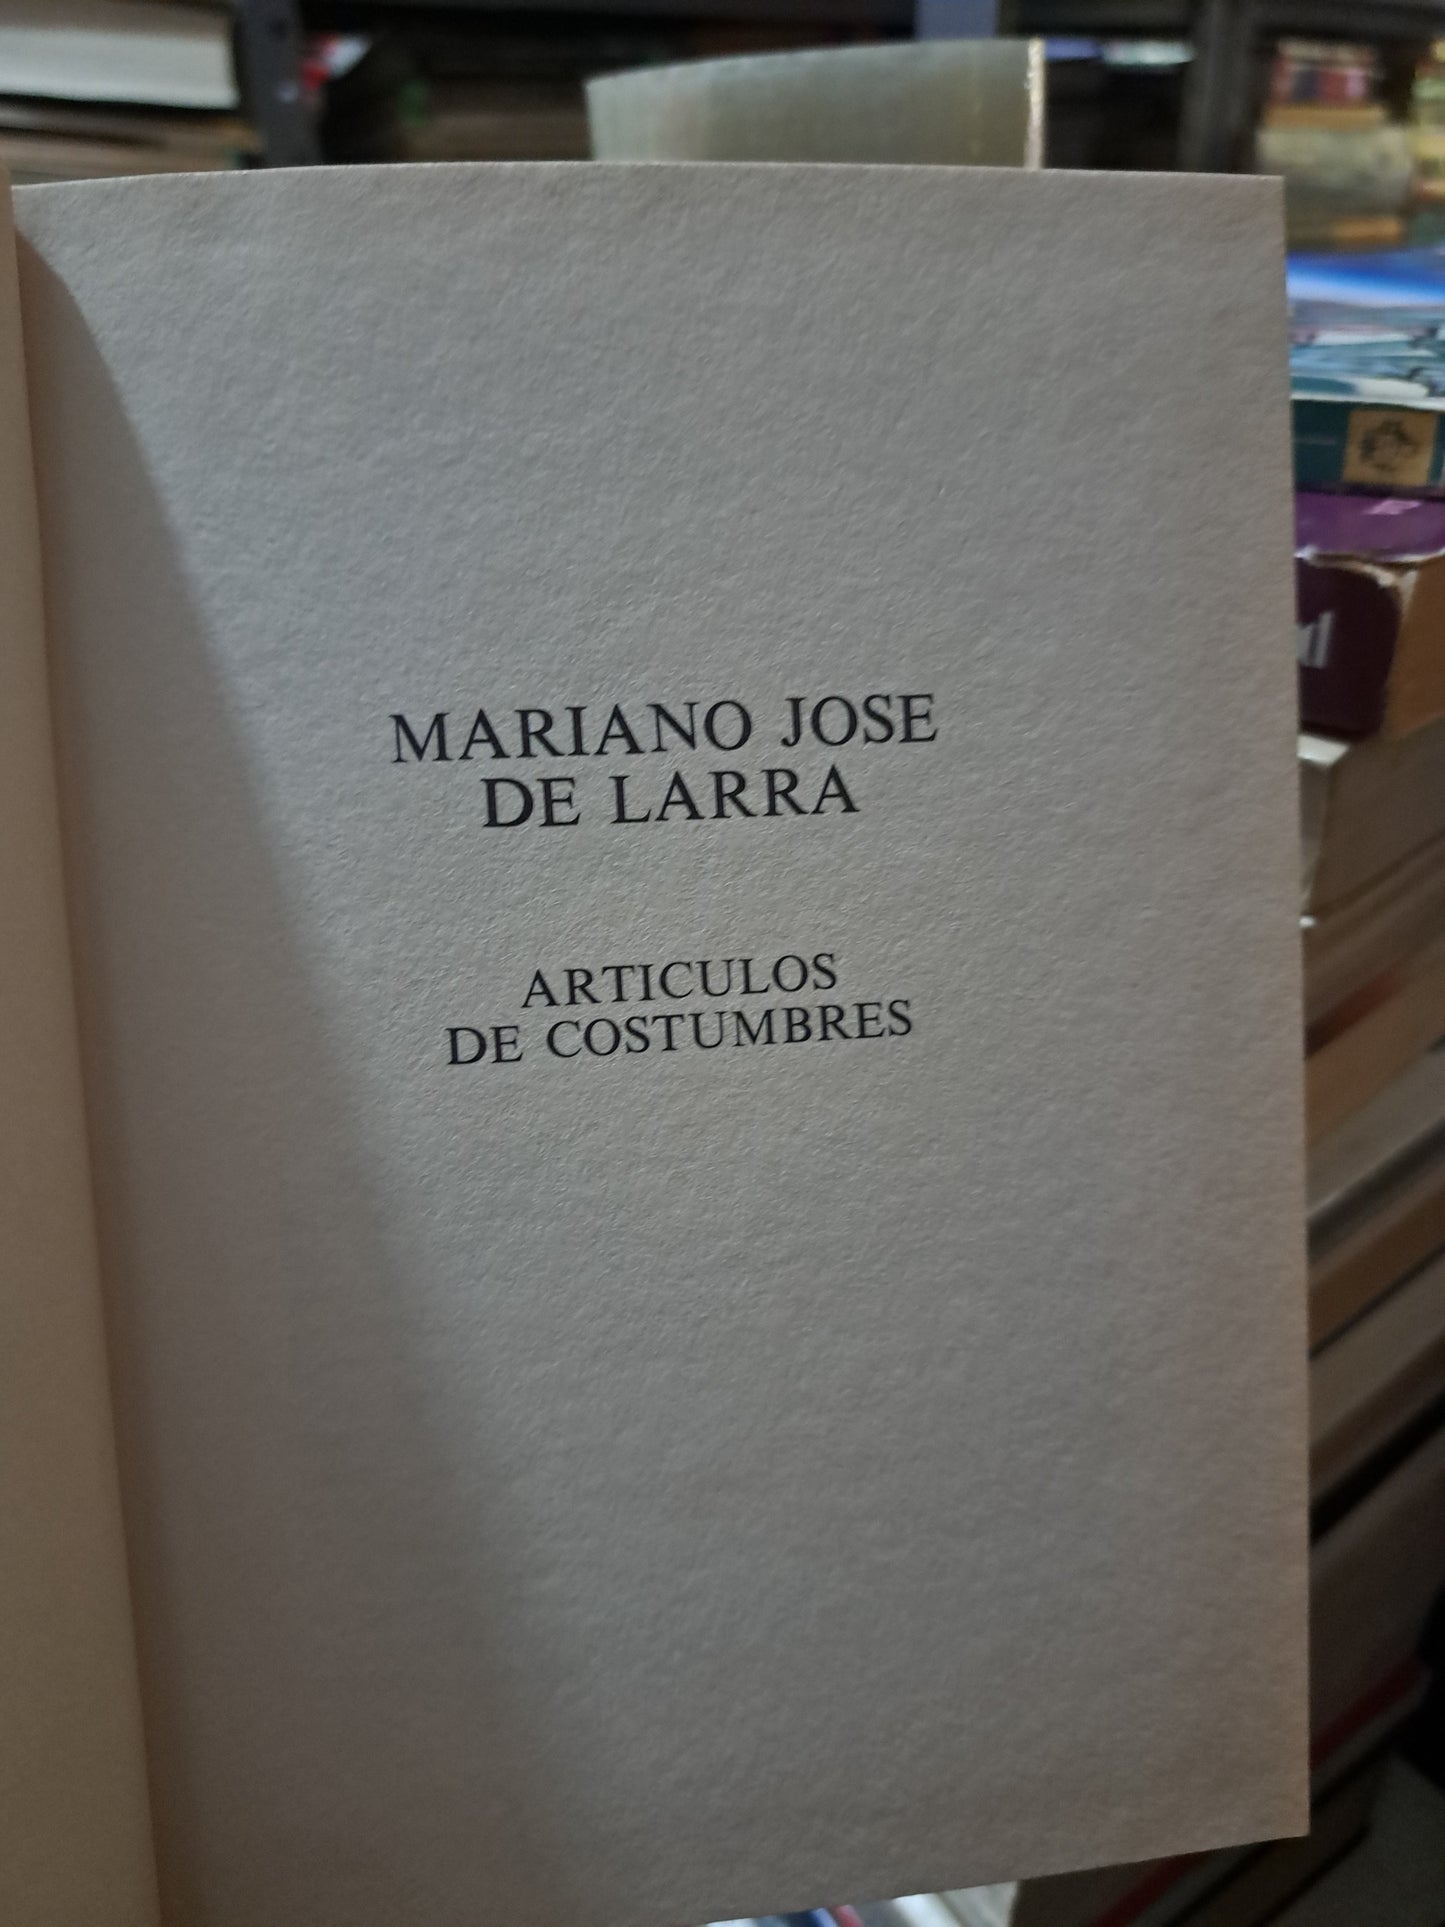 MARIANO JOSE
DE LARRA
ARTICULOS
DE COSTUMBRES